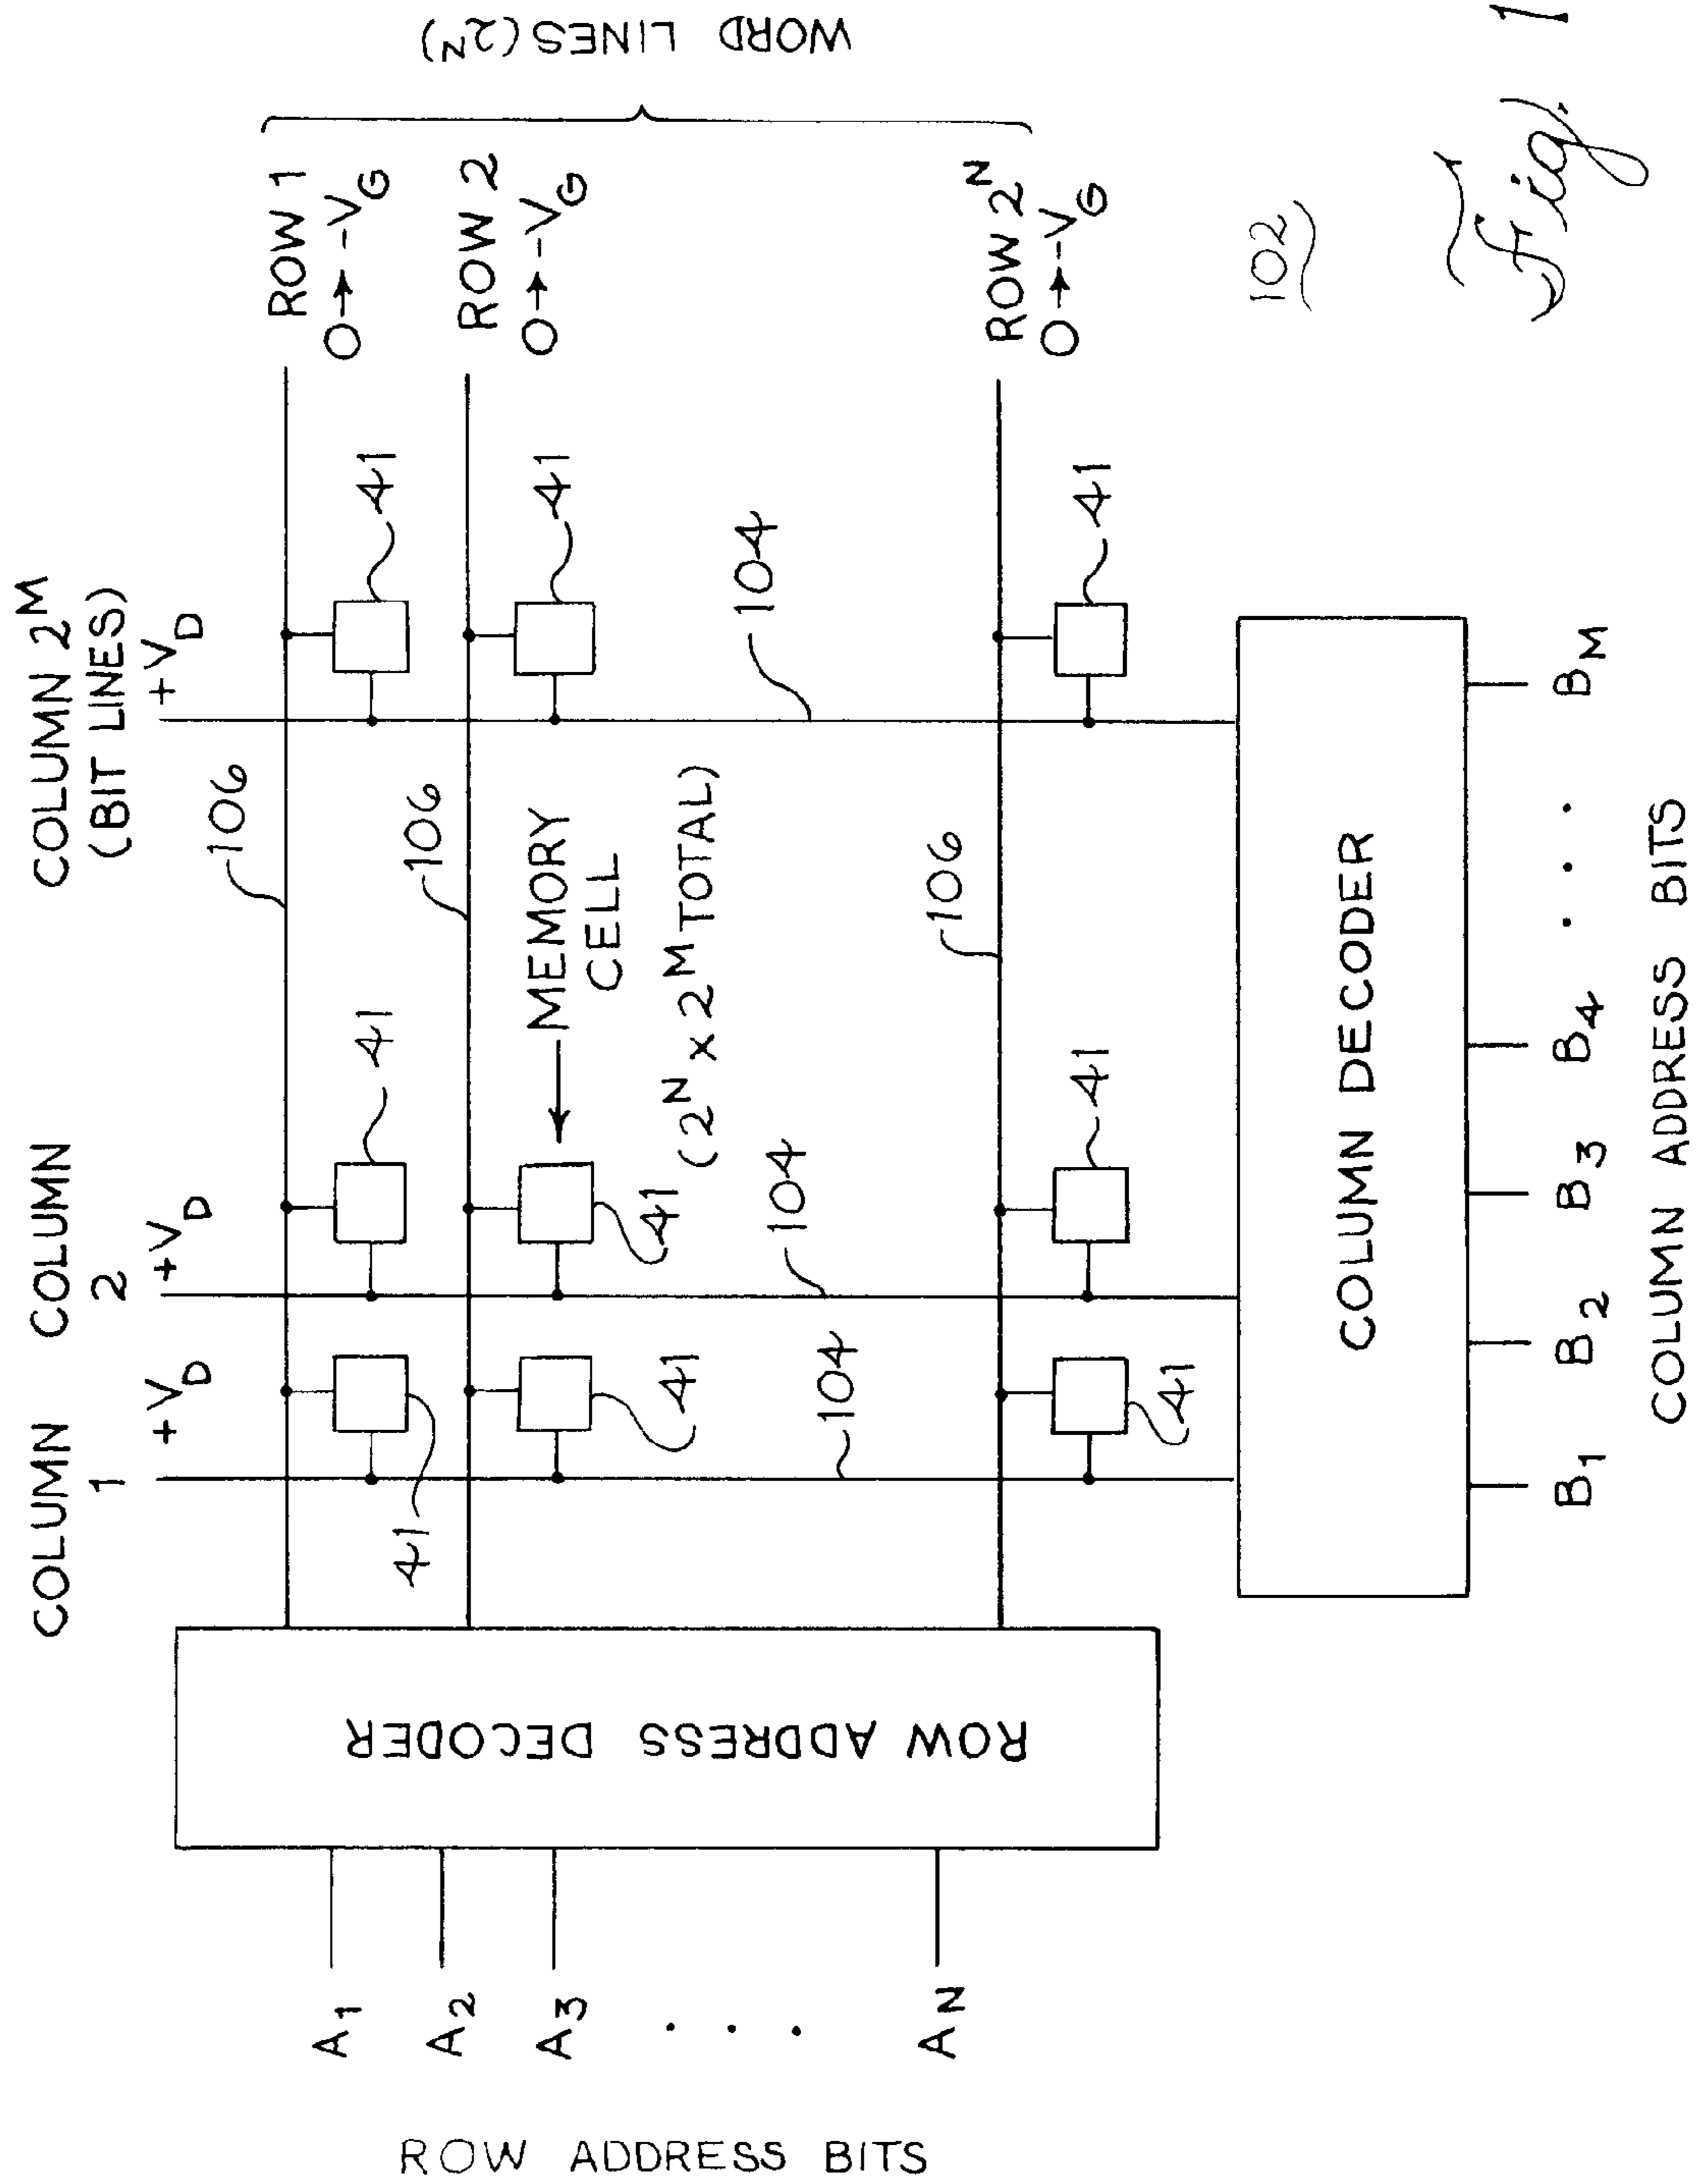 COLUMN 1
COLUMN 2
COLUMN 2^M
(BIT LINES)
+V_D
+V_D
+V_D
ROW 1
0→-V_G
ROW 2
0→-V_G
ROW 2^N
0→-V_G
WORD LINES (2^N)
106
106
106
41
41
41
41
41
41
41
41
41
MEMORY
CELL
(2^N x 2^M TOTAL)
104
104
104
ROW ADDRESS DECODER
A_1
A_2
A_3
. . .
A_N
ROW ADDRESS BITS
COLUMN DECODER
B_1 B_2 B_3 B_4 . . . B_M
COLUMN ADDRESS BITS
102
Fig. 1